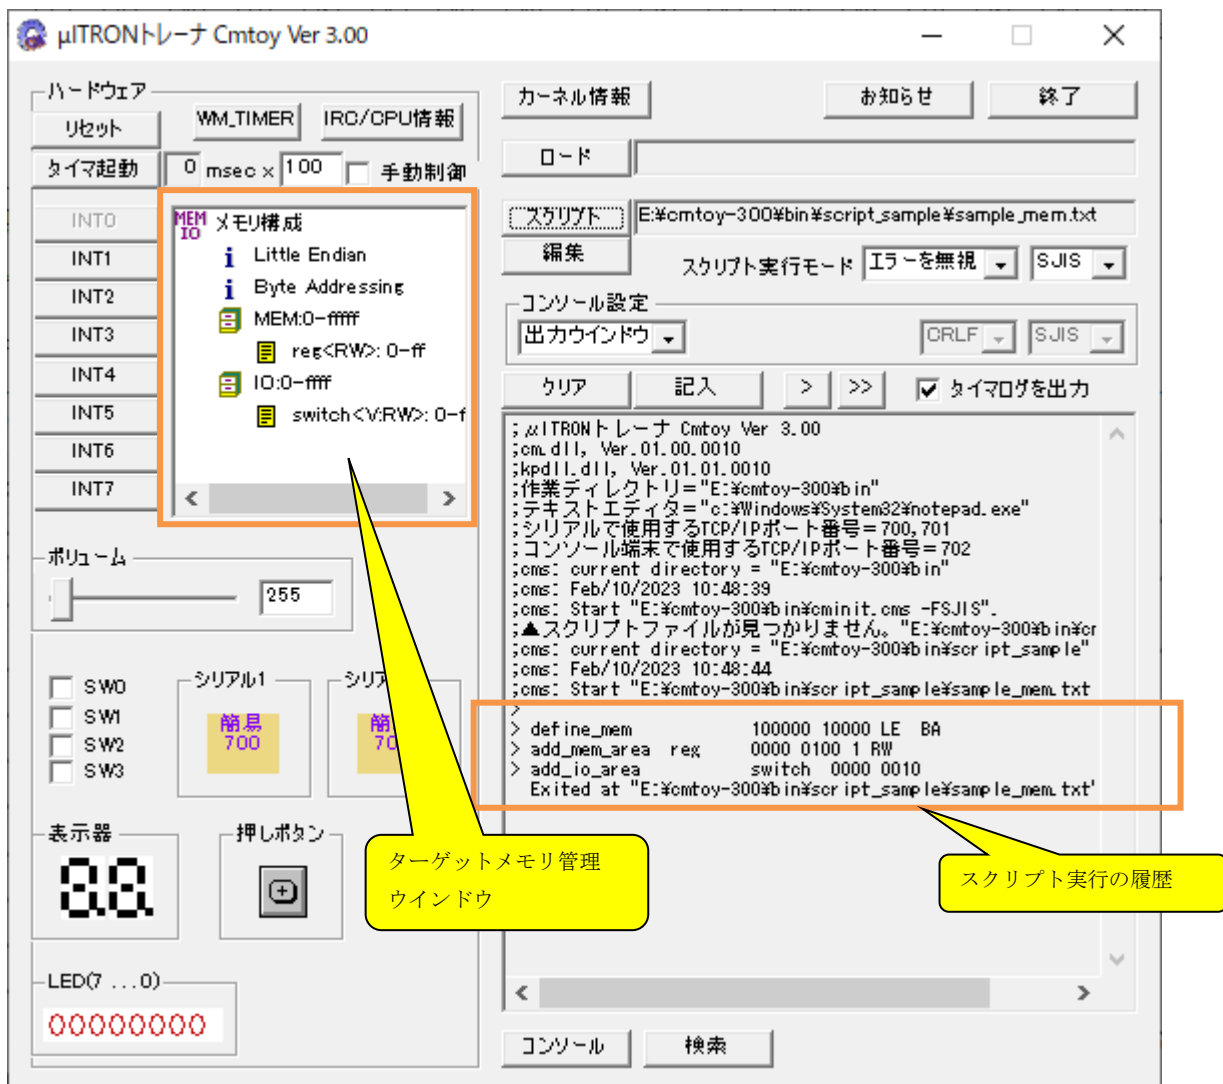 μITRONトレーナ Cmtoy Ver 3.00
ハードウェア
リセット
WM_TIMER
IRC/CPU情報
タイマ起動
0 msec x 100
手動制御
INT0
INT1
INT2
INT3
INT4
INT5
INT6
INT7
MEM IO メモリ構成
i Little Endian
i Byte Addressing
MEM:0-fffff
reg<RW>: 0-ff
IO:0-ffff
switch<V:RW>: 0-f
ボリューム
255
SW0
SW1
SW2
SW3
シリアル1
簡易
700
シリア
簡
70
表示器
88
押しボタン
LED(7 ...0)
00000000
ターゲットメモリ管理
ウインドウ
カーネル情報
お知らせ
終了
ロード
スクリプト
E:¥cmtoy-300¥bin¥script_sample¥sample_mem.txt
編集
スクリプト実行モード
エラーを無視
SJIS
コンソール設定
出力ウインドウ
CRLF
SJIS
クリア
記入
>
>>
タイマログを出力
;μITRONトレーナ Cmtoy Ver 3.00
;cm.dll, Ver.01.00.0010
;kpdll.dll, Ver.01.01.0010
;作業ディレクトリ="E:¥cmtoy-300¥bin"
;テキストエディタ="c:¥Windows¥System32¥notepad.exe"
;シリアルで使用するTCP/IPポート番号=700,701
;コンソール端末で使用するTCP/IPポート番号=702
;cms: current directory = "E:¥cmtoy-300¥bin"
;cms: Feb/10/2023 10:48:39
;cms: Start "E:¥cmtoy-300¥bin¥cminit.cms -FSJIS".
;▲スクリプトファイルが見つかりません。"E:¥cmtoy-300¥bin¥cr
;cms: current directory = "E:¥cmtoy-300¥bin¥script_sample"
;cms: Feb/10/2023 10:48:44
;cms: Start "E:¥cmtoy-300¥bin¥script_sample¥sample_mem.txt
>
> define_mem 100000 10000 LE BA
> add_mem_area reg 0000 0100 1 RW
> add_io_area switch 0000 0010
Exited at "E:¥cmtoy-300¥bin¥script_sample¥sample_mem.txt"
スクリプト実行の履歴
コンソール
検索